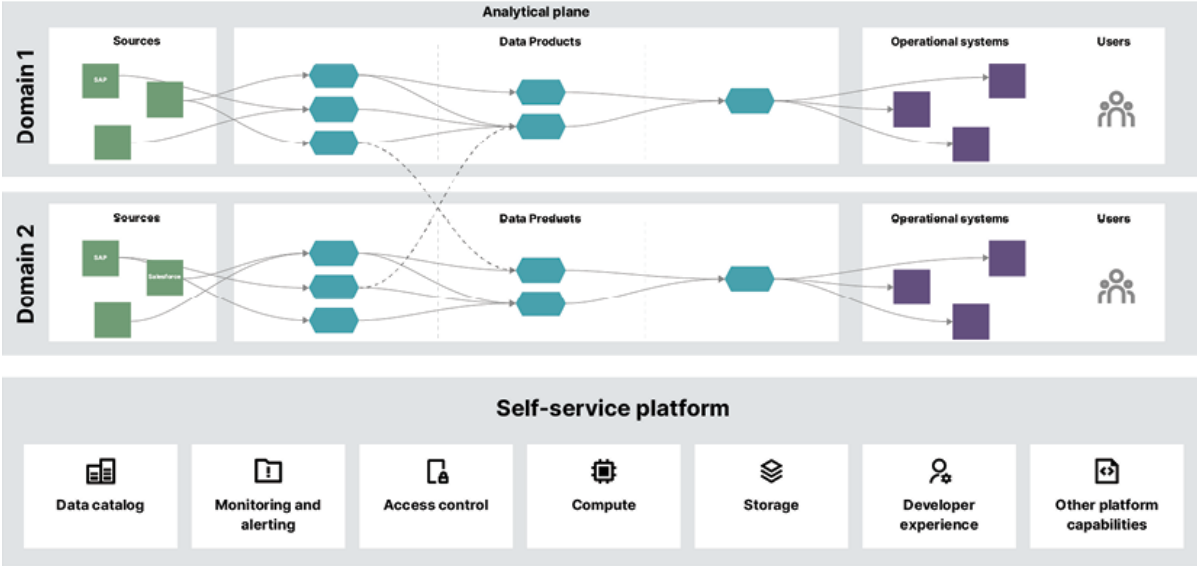 Analytical plane
Domain 1
Sources
Data Products
Operational systems
Users
SAP
Domain 2
Sources
Data Products
Operational systems
Users
SAP
Salesforce
Self-service platform
Data catalog
Monitoring and
alerting
Access control
Compute
Storage
Developer
experience
Other platform
capabilities